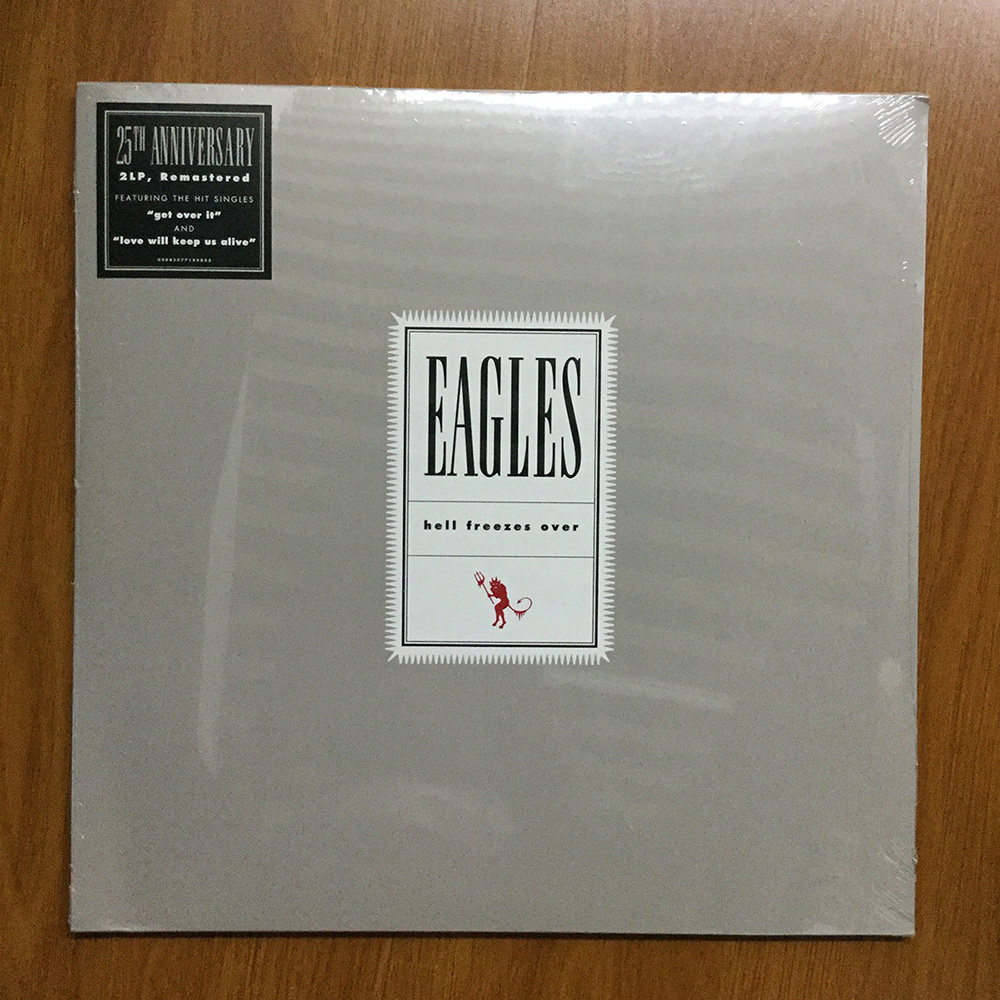 25TH ANNIVERSARY
2LP, Remastered
FEATURING THE HIT SINGLES
"get over it"
AND
"love will keep us alive"
EAGLES
hell freezes over